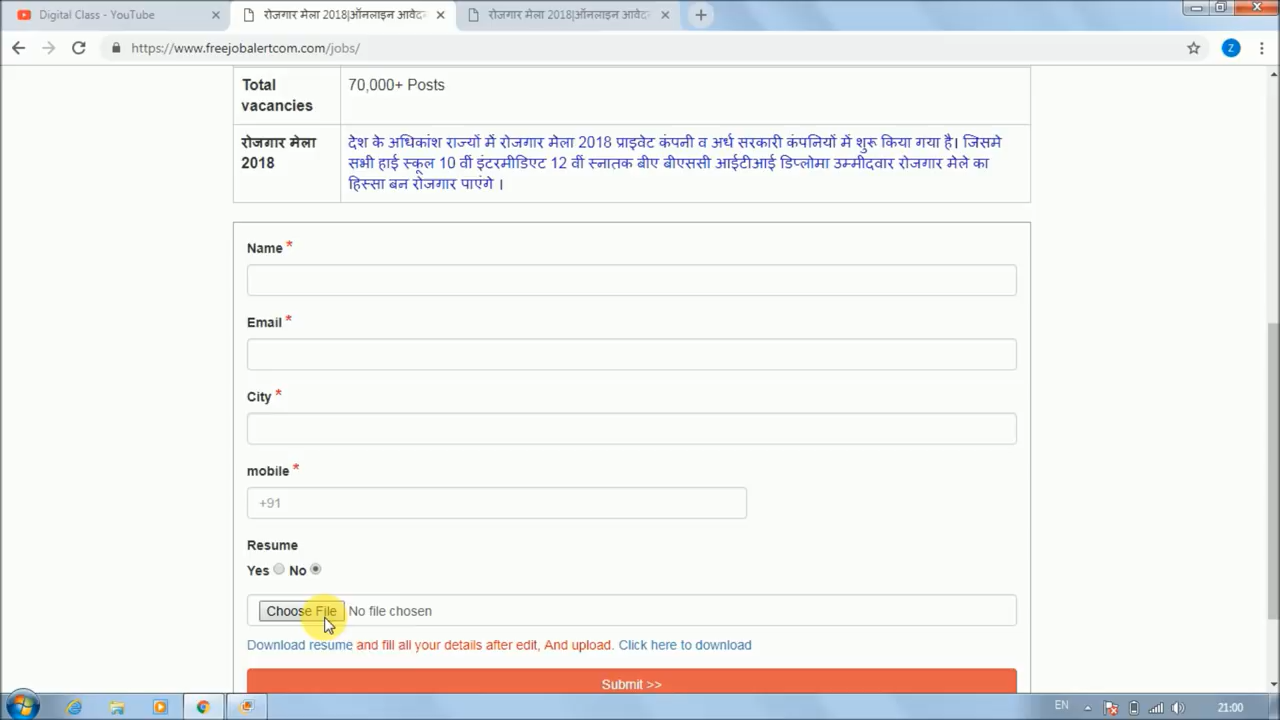 Digital Class - YouTube
रोजगार मेला 2018|ऑनलाइन आवेद
रोजगार मेला 2018|ऑनलाइन आवेद
https://www.freejobalertcom.com/jobs/
Z
Total vacancies
70,000+ Posts
रोजगार मेला 2018
देश के अधिकांश राज्यों में रोजगार मेला 2018 प्राइवेट कंपनी व अर्ध सरकारी कंपनियों में शुरू किया गया है। जिसमे
सभी हाई स्कूल 10 वीं इंटरमीडिएट 12 वीं स्नातक बीए बीएससी आईटीआई डिप्लोमा उम्मीदवार रोजगार मेले का
हिस्सा बन रोजगार पाएंगे ।
Name *
Email *
City *
mobile *
+91
Resume
Yes No
Choose File No file chosen
Download resume and fill all your details after edit, And upload. Click here to download
Submit >>
EN
21:00